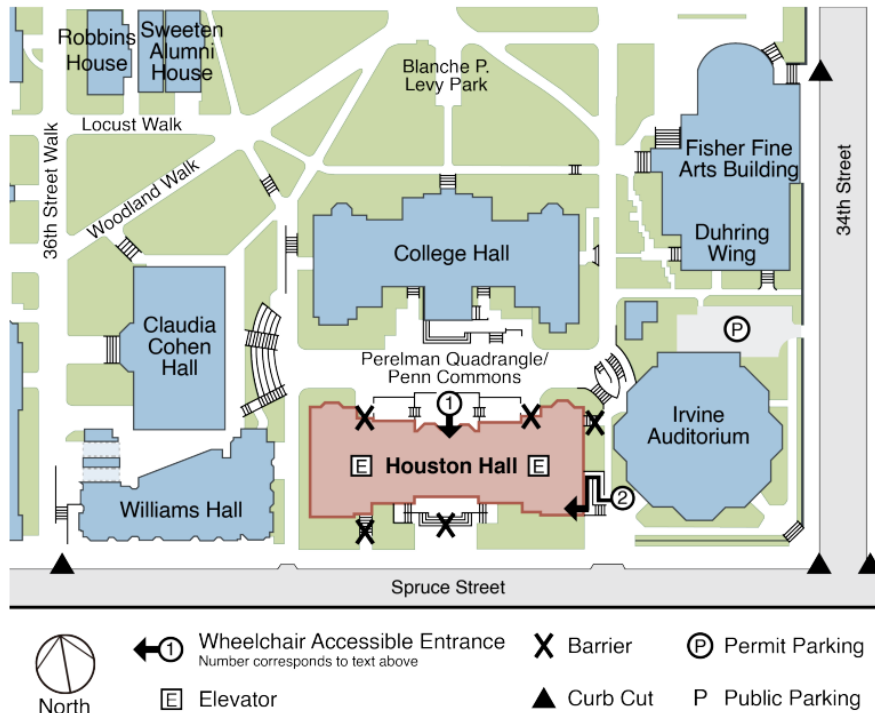 Robbins
House
Sweeten
Alumni
House
Blanche P.
Levy Park
Locust Walk
36th Street Walk
Woodland Walk
Fisher Fine
Arts Building
34th Street
Duhring
Wing
College Hall
Claudia
Cohen
Hall
P
Perelman Quadrangle/
Penn Commons
1
Irvine
Auditorium
E
Houston Hall
E
2
Williams Hall
Spruce Street
1 Wheelchair Accessible Entrance
Number corresponds to text above
X Barrier
P Permit Parking
North
E Elevator
Curb Cut
P Public Parking